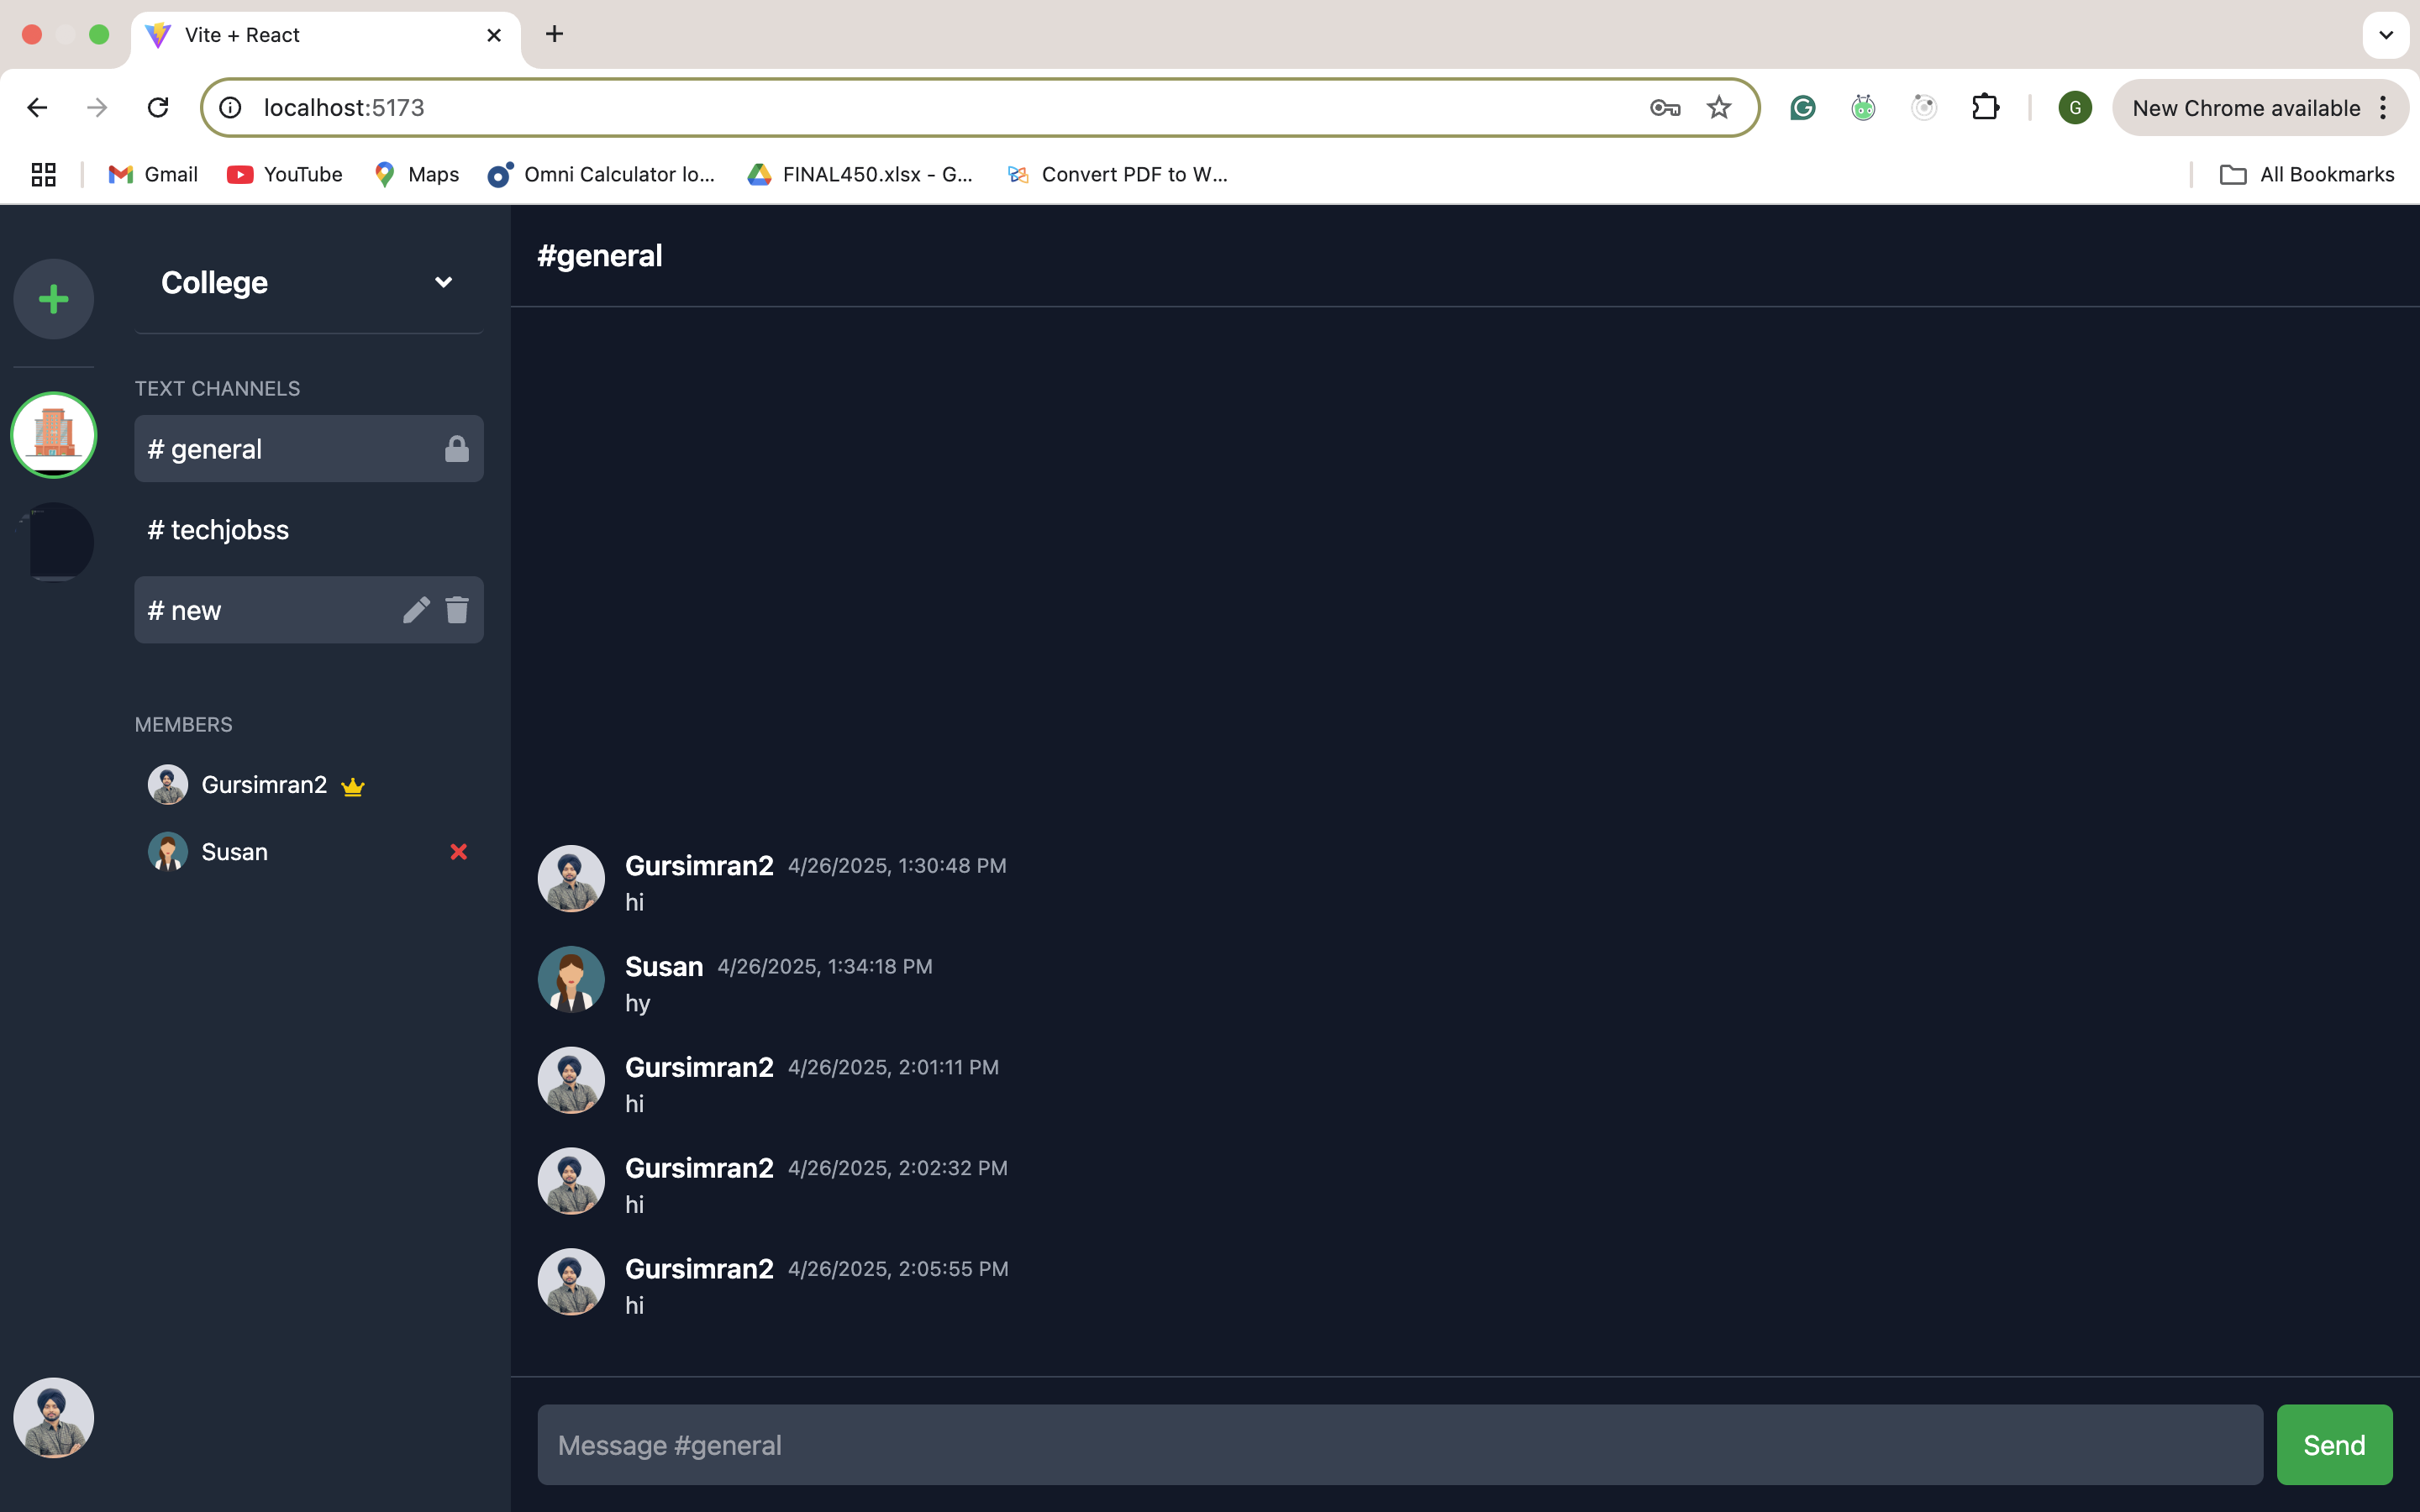 Vite + React
localhost:5173
G
New Chrome available
Gmail
YouTube
Maps
Omni Calculator lo...
FINAL450.xlsx - G...
Convert PDF to W...
All Bookmarks
College
TEXT CHANNELS
# general
# techjobss
# new
MEMBERS
Gursimran2
Susan
#general
Gursimran2 4/26/2025, 1:30:48 PM
hi
Susan 4/26/2025, 1:34:18 PM
hy
Gursimran2 4/26/2025, 2:01:11 PM
hi
Gursimran2 4/26/2025, 2:02:32 PM
hi
Gursimran2 4/26/2025, 2:05:55 PM
hi
Message #general
Send